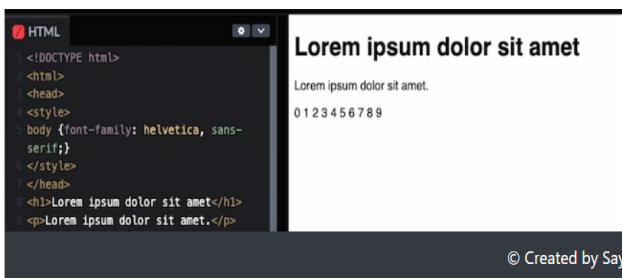 HTML
1 <!DOCTYPE html>
2 <html>
3 <head>
4 <style>
5 body {font-family: helvetica, sans-
serif;}
6 </style>
7 </head>
8 <h1>Lorem ipsum dolor sit amet</h1>
9 <p>Lorem ipsum dolor sit amet.</p>
Lorem ipsum dolor sit amet
Lorem ipsum dolor sit amet.
0 1 2 3 4 5 6 7 8 9
© Created by Say